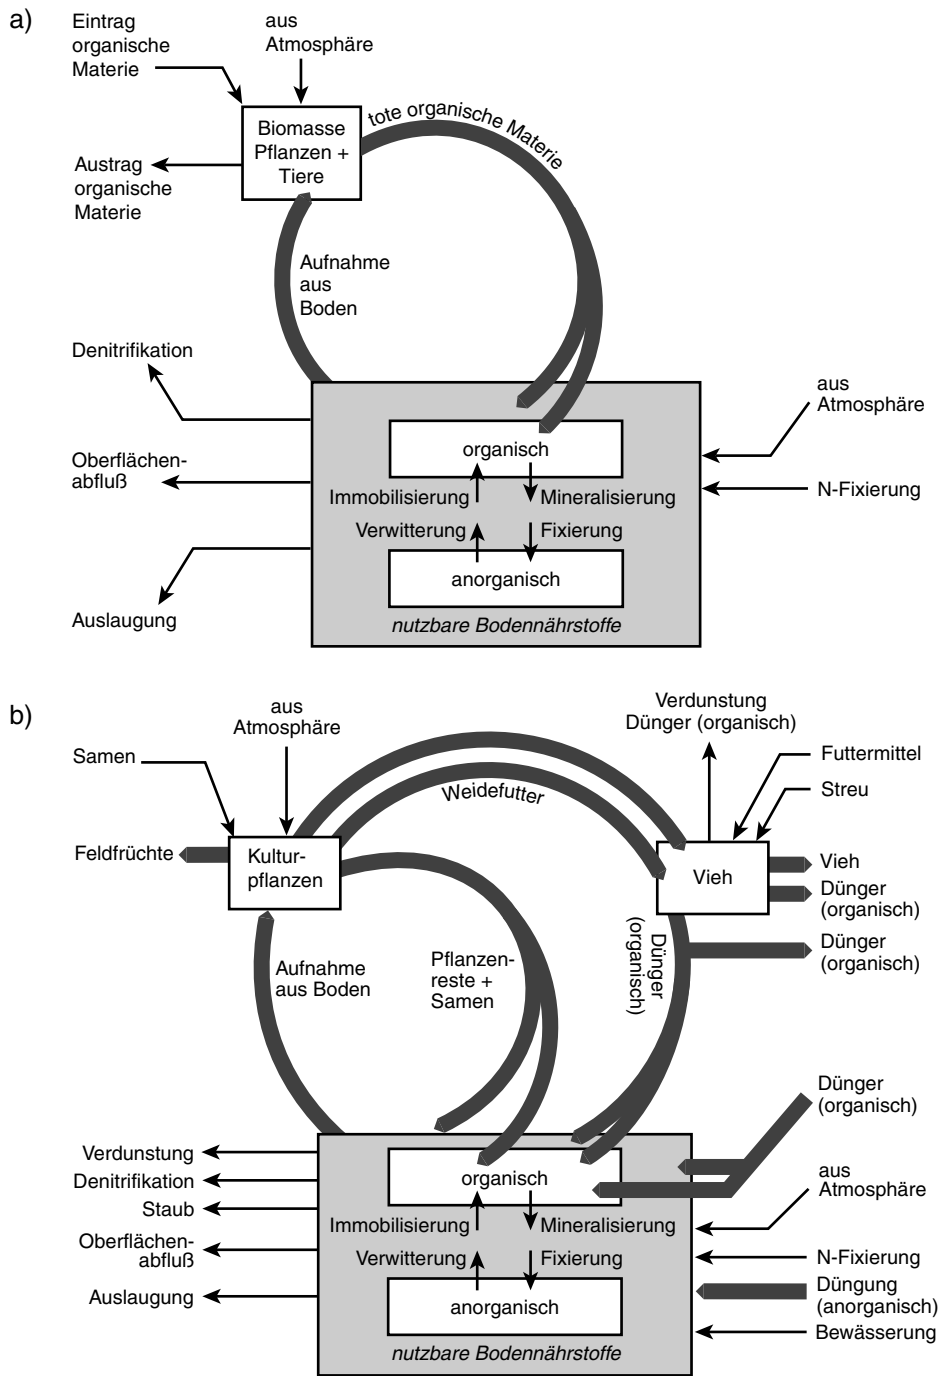 a)
Eintrag
organische
Materie
aus
Atmosphäre
tote organische Materie
Biomasse
Pflanzen +
Tiere
Austrag
organische
Materie
Aufnahme
aus
Boden
Denitrifikation
aus
Atmosphäre
organisch
Oberflächen-
abfluß
Immobilisierung
Mineralisierung
N-Fixierung
Verwitterung
Fixierung
anorganisch
Auslaugung
nutzbare Bodennährstoffe
b)
Samen
aus
Atmosphäre
Verdunstung
Dünger (organisch)
Futtermittel
Streu
Weidefutter
Feldfrüchte
Kultur-
pflanzen
Vieh
Vieh
Dünger
(organisch)
Dünger
(organisch)
Dünger
(organisch)
Aufnahme
aus Boden
Pflanzen-
reste +
Samen
Dünger
(organisch)
Verdunstung
Denitrifikation
Staub
Oberflächen-
abfluß
Auslaugung
organisch
Immobilisierung
Mineralisierung
Verwitterung
Fixierung
anorganisch
nutzbare Bodennährstoffe
aus
Atmosphäre
N-Fixierung
Düngung
(anorganisch)
Bewässerung